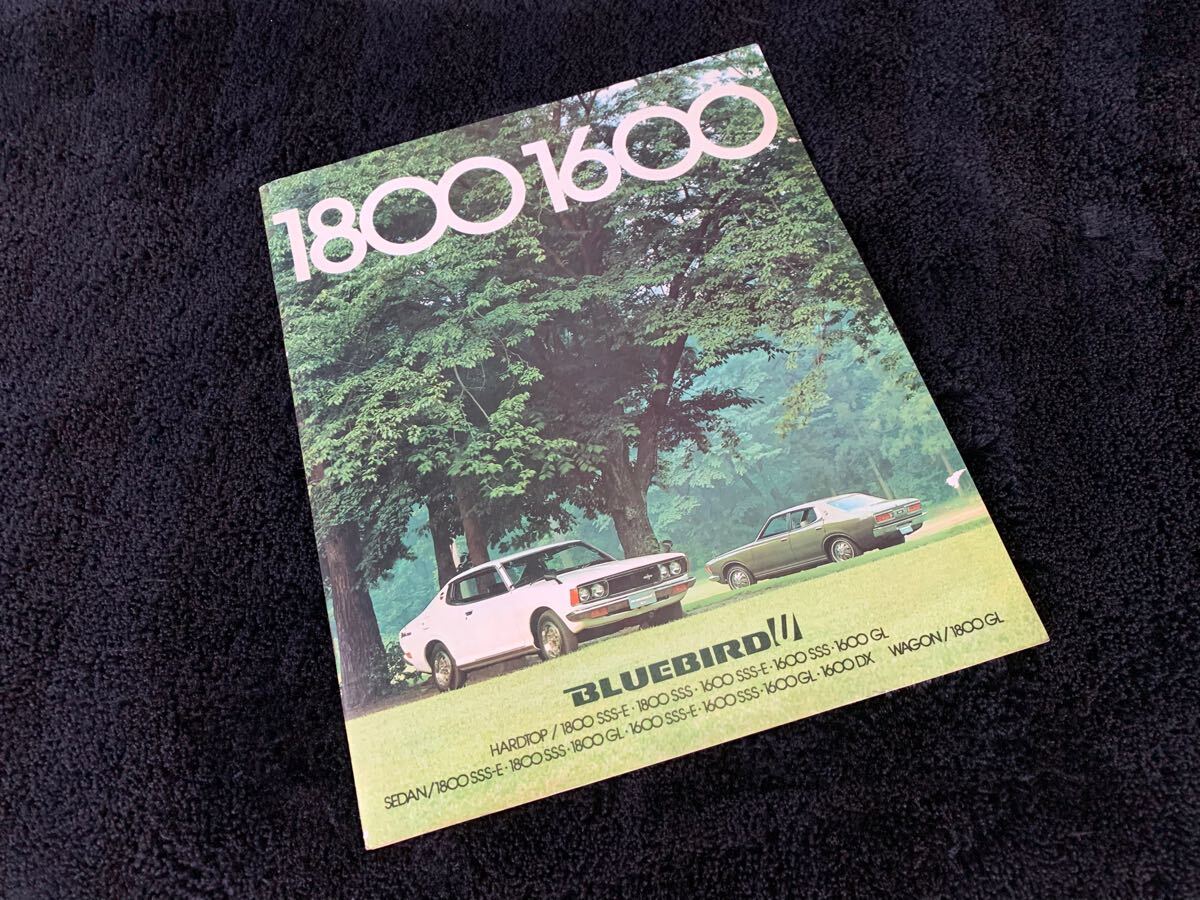 1800 1600
BLUEBIRD U
HARDTOP / 1800 SSS-E · 1800 SSS · 1600 SSS-E · 1600 SSS · 1600 GL
SEDAN / 1800 SSS-E · 1800 SSS · 1800 GL · 1600 SSS-E · 1600 SSS · 1600 GL · 1600 DX WAGON / 1800 GL